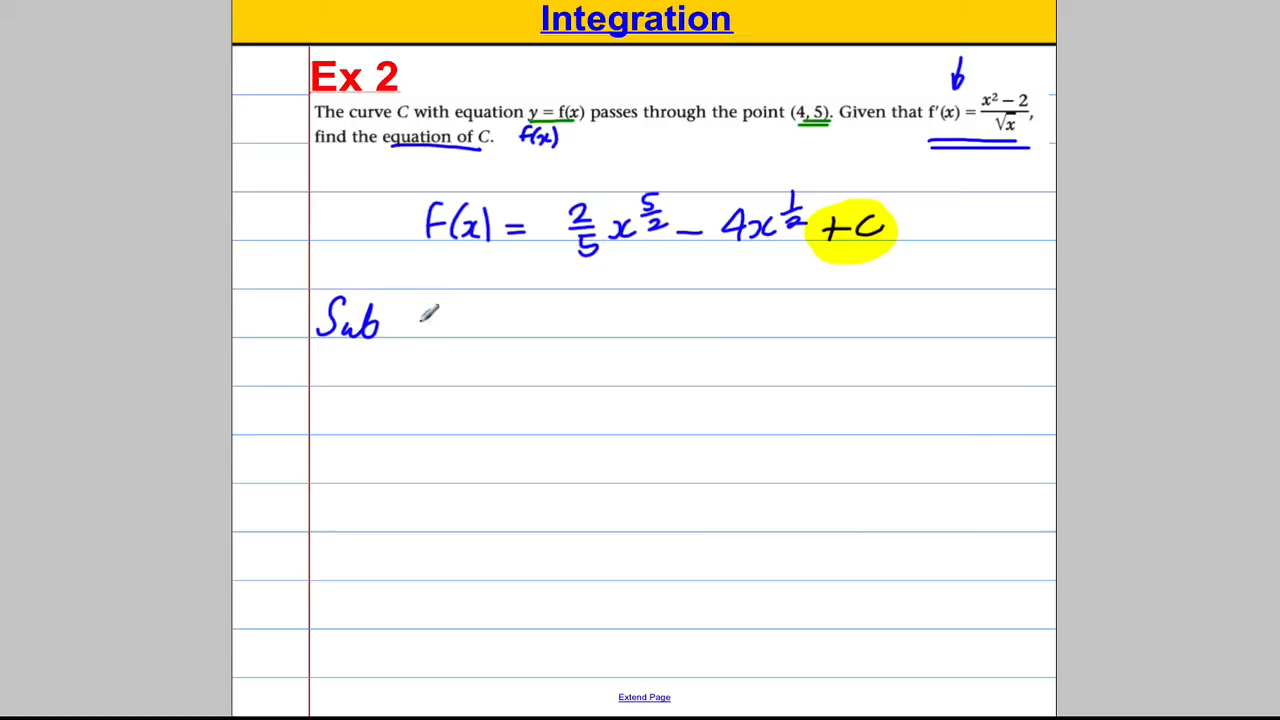 Integration
Ex 2
The curve C with equation y = f(x) passes through the point (4, 5). Given that f′(x) = x² − 2 / √x,
find the equation of C. f(x)
f(x) = 2/5 x^5/2 − 4x^1/2 + C
Sub
Extend Page